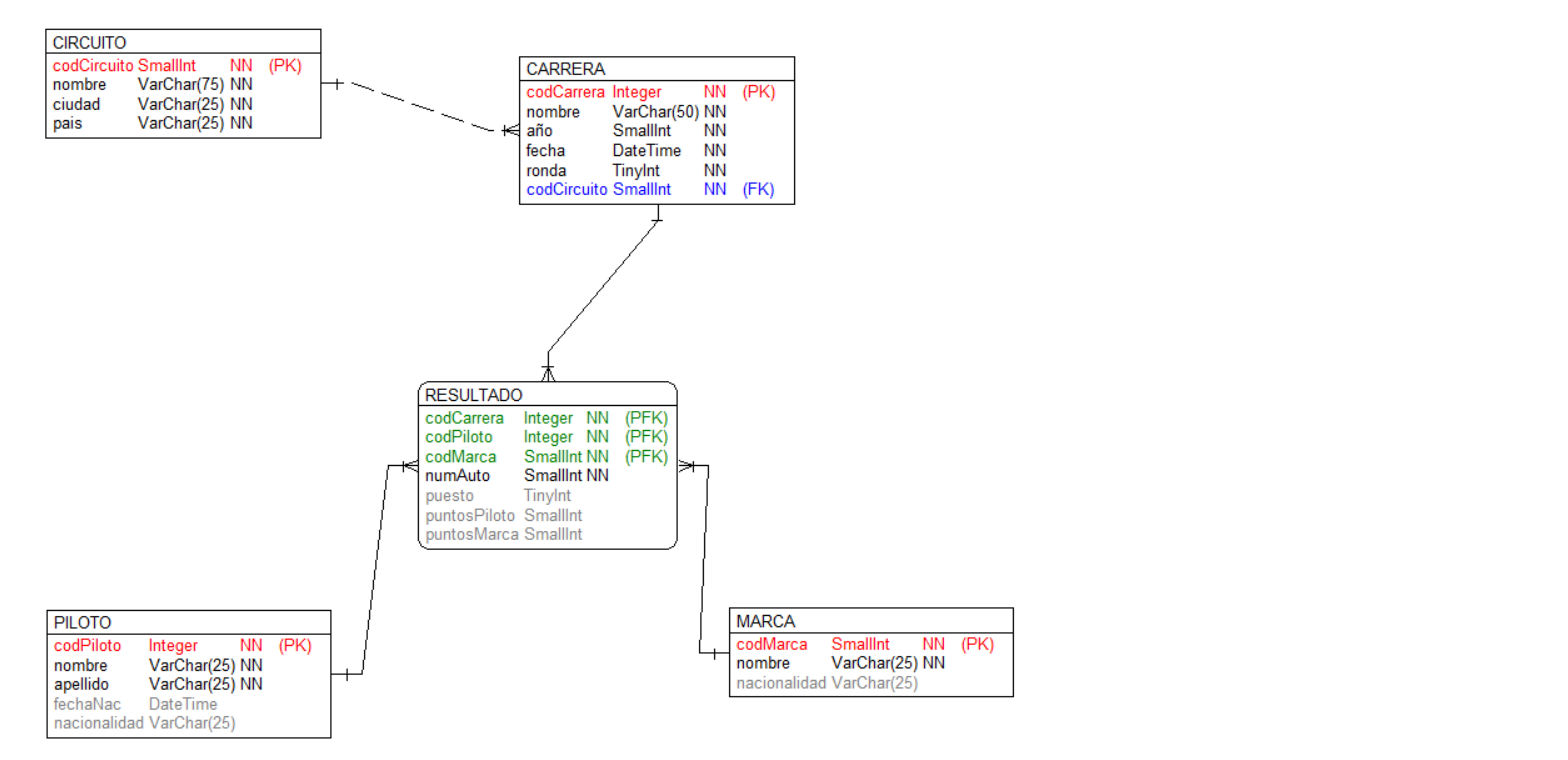 CIRCUITO
codCircuito SmallInt NN (PK)
nombre VarChar(75) NN
ciudad VarChar(25) NN
pais VarChar(25) NN
CARRERA
codCarrera Integer NN (PK)
nombre VarChar(50) NN
año SmallInt NN
fecha DateTime NN
ronda TinyInt NN
codCircuito SmallInt NN (FK)
RESULTADO
codCarrera Integer NN (PFK)
codPiloto Integer NN (PFK)
codMarca SmallInt NN (PFK)
numAuto SmallInt NN
puesto TinyInt
puntosPiloto SmallInt
puntosMarca SmallInt
PILOTO
codPiloto Integer NN (PK)
nombre VarChar(25) NN
apellido VarChar(25) NN
fechaNac DateTime
nacionalidad VarChar(25)
MARCA
codMarca SmallInt NN (PK)
nombre VarChar(25) NN
nacionalidad VarChar(25)